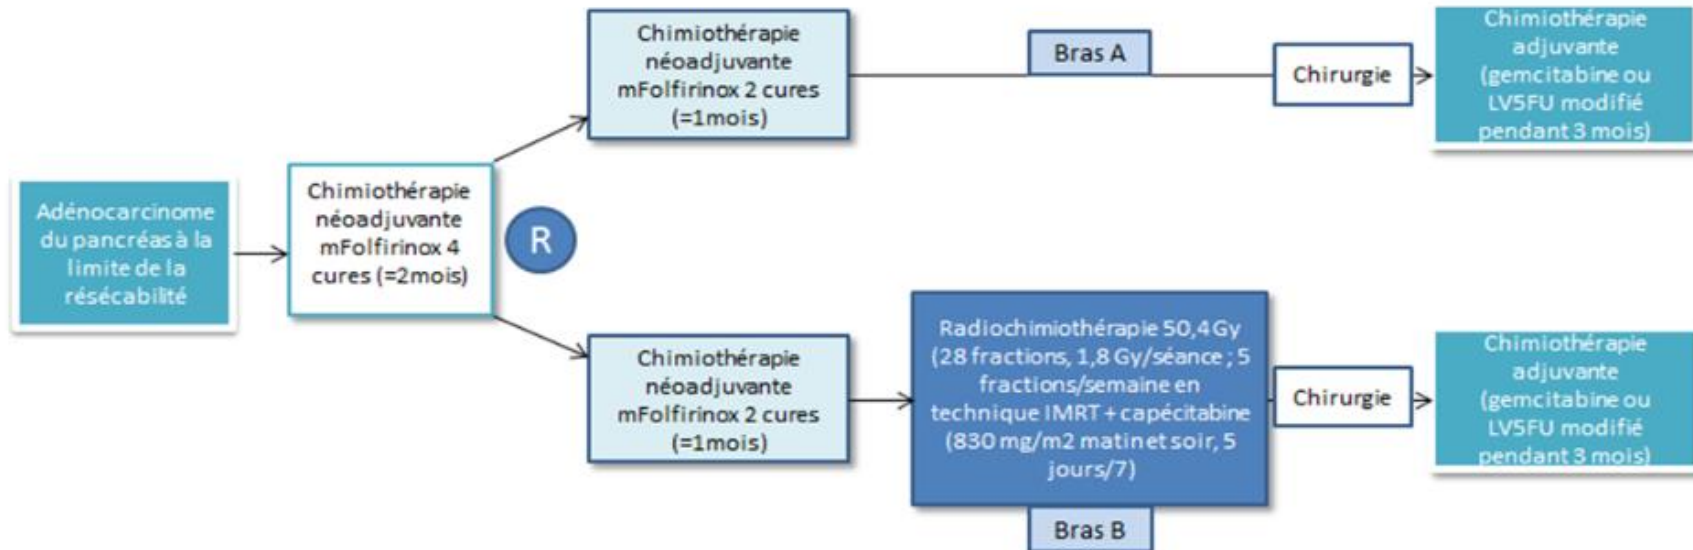 Adénocarcinome
du pancréas à la
limite de la
résécabilité
Chimiothérapie
néoadjuvante
mFolfirinox 4
cures (=2mois)
R
Chimiothérapie
néoadjuvante
mFolfirinox 2 cures
(=1mois)
Bras A
Chirurgie
Chimiothérapie
adjuvante
(gemcitabine ou
LV5FU modifié
pendant 3 mois)
Chimiothérapie
néoadjuvante
mFolfirinox 2 cures
(=1mois)
Radiochimiothérapie 50,4 Gy
(28 fractions, 1,8 Gy/séance ; 5
fractions/semaine en
technique IMRT + capécitabine
(830 mg/m2 matin et soir, 5
jours/7)
Bras B
Chirurgie
Chimiothérapie
adjuvante
(gemcitabine ou
LV5FU modifié
pendant 3 mois)